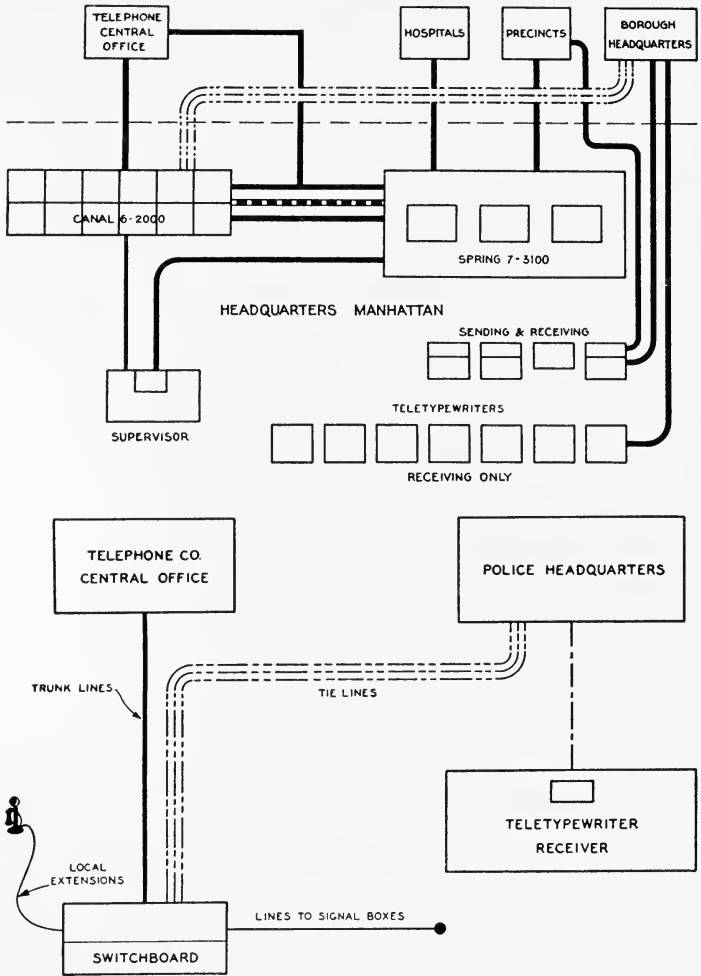 TELEPHONE
CENTRAL
OFFICE
HOSPITALS
PRECINCTS
BOROUGH
HEADQUARTERS
CANAL 6-2000
SPRING 7-3100
HEADQUARTERS MANHATTAN
SENDING & RECEIVING
TELETYPEWRITERS
SUPERVISOR
RECEIVING ONLY
TELEPHONE CO.
CENTRAL OFFICE
POLICE HEADQUARTERS
TRUNK LINES
TIE LINES
TELETYPEWRITER
RECEIVER
LOCAL
EXTENSIONS
LINES TO SIGNAL BOXES
SWITCHBOARD